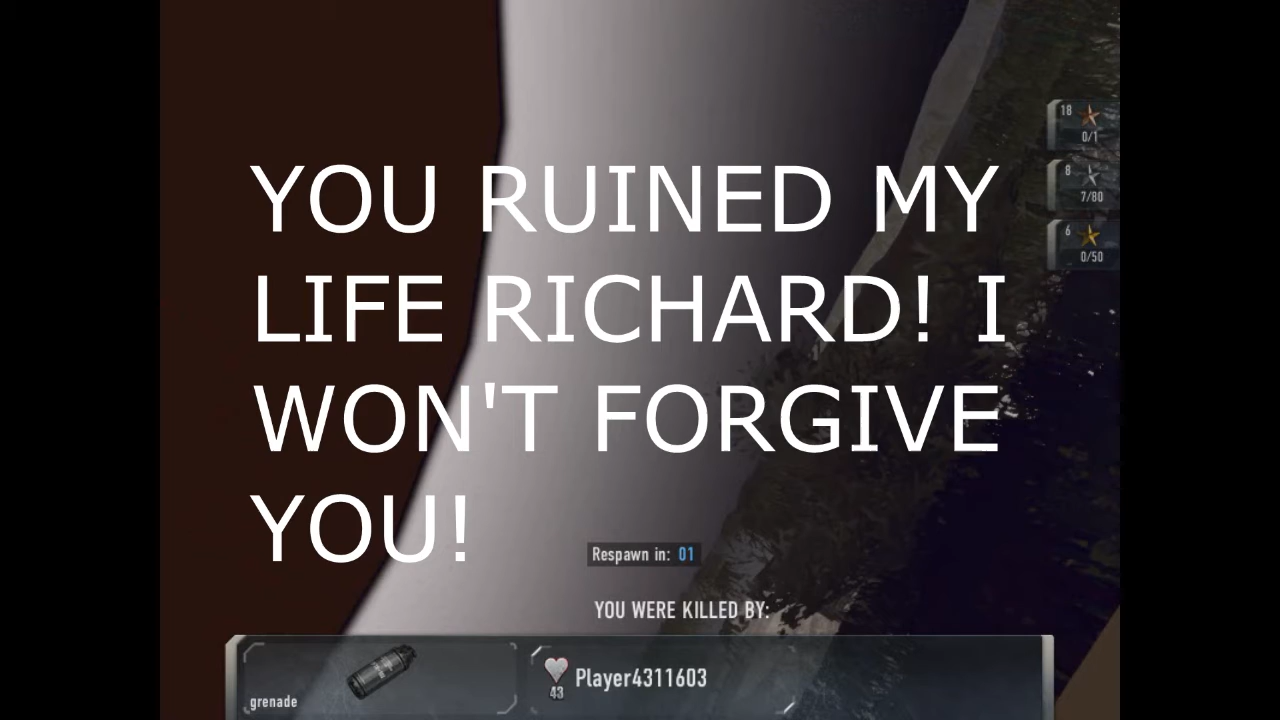 18
0/1
8
7/80
6
0/50
YOU RUINED MY
LIFE RICHARD! I
WON'T FORGIVE
YOU!
Respawn in: 01
YOU WERE KILLED BY:
grenade
43
Player4311603